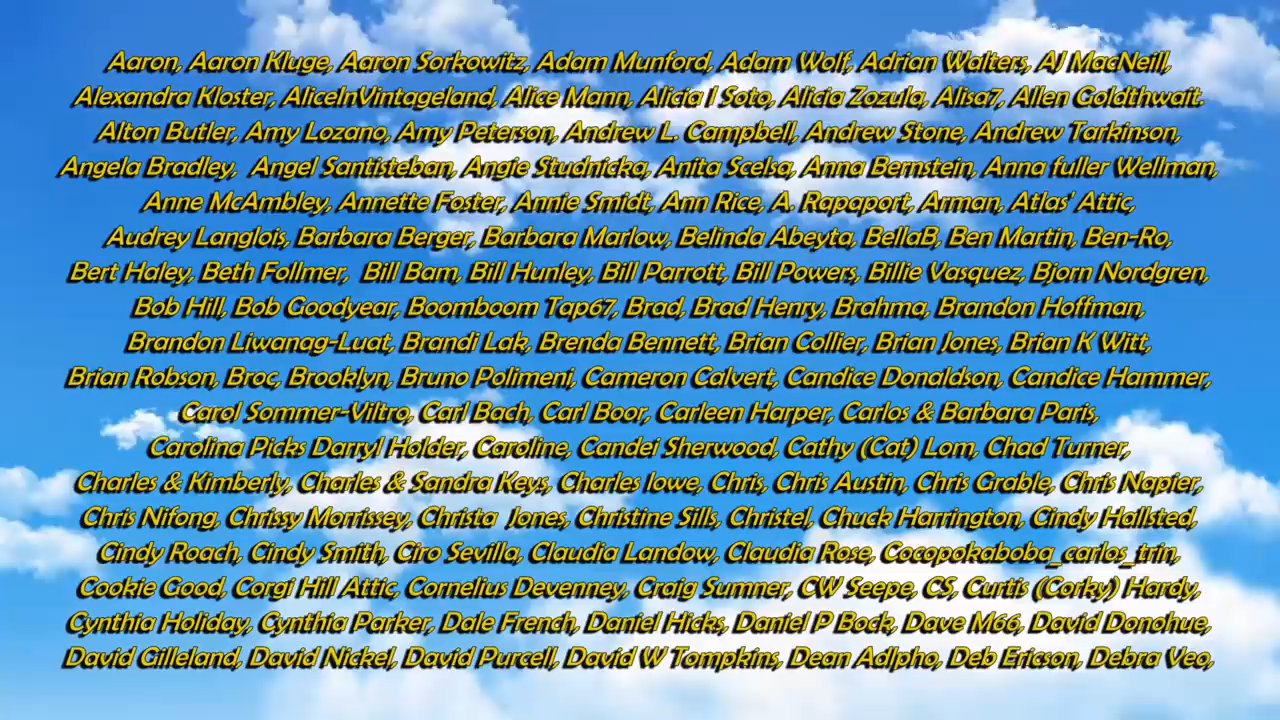 Aaron, Aaron Kluge, Aaron Sorkowitz, Adam Munford, Adam Wolf, Adrian Walters, AJ MacNeill,
Alexandra Kloster, AliceInVintageland, Alice Mann, Alicia I Soto, Alicia Zozula, Alisa7, Allen Goldthwait.
Alton Butler, Amy Lozano, Amy Peterson, Andrew L. Campbell, Andrew Stone, Andrew Tarkinson,
Angela Bradley, Angel Santisteban, Angie Studnicka, Anita Scelsa, Anna Bernstein, Anna fuller Wellman,
Anne McAmbley, Annette Foster, Annie Smidt, Ann Rice, A. Rapaport, Arman, Atlas' Attic,
Audrey Langlois, Barbara Berger, Barbara Marlow, Belinda Abeyta, BellaB, Ben Martin, Ben-Ro,
Bert Haley, Beth Follmer, Bill Bam, Bill Hunley, Bill Parrott, Bill Powers, Billie Vasquez, Bjorn Nordgren,
Bob Hill, Bob Goodyear, Boomboom Tap67, Brad, Brad Henry, Brahma, Brandon Hoffman,
Brandon Liwanag-Luat, Brandi Lak, Brenda Bennett, Brian Collier, Brian Jones, Brian K Witt,
Brian Robson, Broc, Brooklyn, Bruno Polimeni, Cameron Calvert, Candice Donaldson, Candice Hammer,
Carol Sommer-Viltro, Carl Bach, Carl Boor, Carleen Harper, Carlos & Barbara Paris,
Carolina Picks Darryl Holder, Caroline, Candei Sherwood, Cathy (Cat) Lom, Chad Turner,
Charles & Kimberly, Charles & Sandra Keys, Charles lowe, Chris, Chris Austin, Chris Grable, Chris Napier,
Chris Nifong, Chrissy Morrissey, Christa Jones, Christine Sills, Christel, Chuck Harrington, Cindy Hallsted,
Cindy Roach, Cindy Smith, Ciro Sevilla, Claudia Landow, Claudia Rose, Cocopokaboba_carlos_trin,
Cookie Good, Corgi Hill Attic, Cornelius Devenney, Craig Sumner, CW Seepe, CS, Curtis (Corky) Hardy,
Cynthia Holiday, Cynthia Parker, Dale French, Daniel Hicks, Daniel P Bock, Dave M66, David Donohue,
David Gilleland, David Nickel, David Purcell, David W Tompkins, Dean Adlpho, Deb Ericson, Debra Veo,